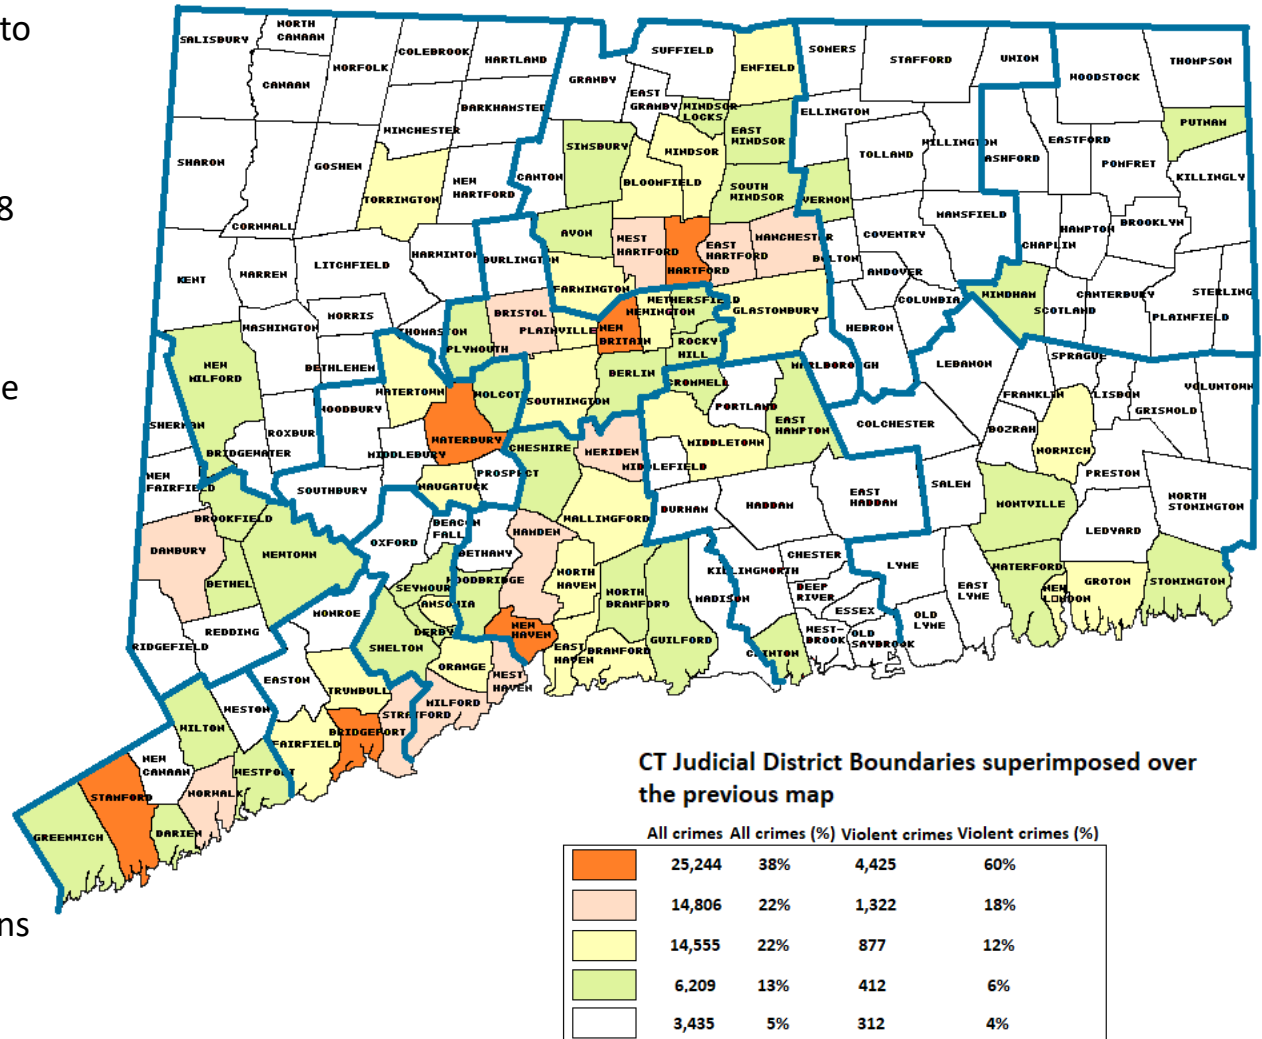 to
8
e
ns
SALISBURY
NORTH
CANAAN
COLEBROOK
HARTLAND
NORFOLK
CANAAN
BARKHAMSTED
WINCHESTER
SHARON
GOSHEN
NEW
HARTFORD
TORRINGTON
CORNWALL
KENT
WARREN
LITCHFIELD
HARWINTON
MORRIS
WASHINGTON
THOMASTON
BETHLEHEM
PLYMOUTH
NEW
MILFORD
WATERTOWN
WOODBURY
SHERMAN
ROXBUR
BRIDGEWATER
GRANBY
SUFFIELD
ENFIELD
EAST
GRANBY
WINDSOR
LOCKS
EAST
WINDSOR
SIMSBURY
WINDSOR
CANTON
BLOOMFIELD
SOUTH
WINDSOR
AVON
WEST
HARTFORD
HARTFORD
EAST
HARTFORD
MANCHESTER
BURLINGTON
FARMINGTON
BRISTOL
PLAINVILLE
NEW
BRITAIN
WETHERSFIELD
NEWINGTON
GLASTONBURY
ROCKY
HILL
BERLIN
SOUTHINGTON
MARLBOROUGH
SOMERS
STAFFORD
UNION
ELLINGTON
TOLLAND
WILLINGTON
VERNON
MANSFIELD
COVENTRY
BOLTON
ANDOVER
COLUMBIA
HEBRON
WOODSTOCK
THOMPSON
PUTNAM
ASHFORD
EASTFORD
POMFRET
KILLINGLY
CHAPLIN
HAMPTON
BROOKLYN
WINDHAM
SCOTLAND
CANTERBURY
PLAINFIELD
STERLING
LEBANON
SPRAGUE
FRANKLIN
LISBON
VOLUNTOWN
GRISWOLD
BOZRAH
NORWICH
PRESTON
COLCHESTER
SALEM
MONTVILLE
LEDYARD
NORTH
STONINGTON
WATERFORD
NEW
LONDON
GROTON
STONINGTON
LYME
EAST
LYME
OLD
LYME
CROMWELL
PORTLAND
EAST
HAMPTON
MIDDLETOWN
MIDDLEFIELD
DURHAM
HADDAM
EAST
HADDAM
KILLINGWORTH
CHESTER
DEEP
RIVER
ESSEX
WEST-
BROOK
OLD
SAYBROOK
CLINTON
WOLCOT
WATERBURY
MIDDLEBURY
CHESHIRE
PROSPECT
NAUGATUCK
SOUTHBURY
MERIDEN
WALLINGFORD
OXFORD
BEACON
FALL
BETHANY
HAMDEN
SEYMOUR
WOODBRIDGE
ANSONIA
DERBY
NORTH
HAVEN
NORTH
BRANFORD
MADISON
GUILFORD
NEW
HAVEN
EAST
HAVEN
BRANFORD
ORANGE
WEST
HAVEN
MILFORD
NEW
FAIRFIELD
BROOKFIELD
DANBURY
NEWTOWN
BETHEL
REDDING
RIDGEFIELD
MONROE
SHELTON
EASTON
TRUMBULL
STRATFORD
BRIDGEPORT
FAIRFIELD
WESTON
WILTON
NEW
CANAAN
WESTPORT
NORWALK
STAMFORD
DARIEN
GREENWICH
CT Judicial District Boundaries superimposed over
the previous map
All crimes All crimes (%) Violent crimes Violent crimes (%)
25,244 38% 4,425 60%
14,806 22% 1,322 18%
14,555 22% 877 12%
6,209 13% 412 6%
3,435 5% 312 4%